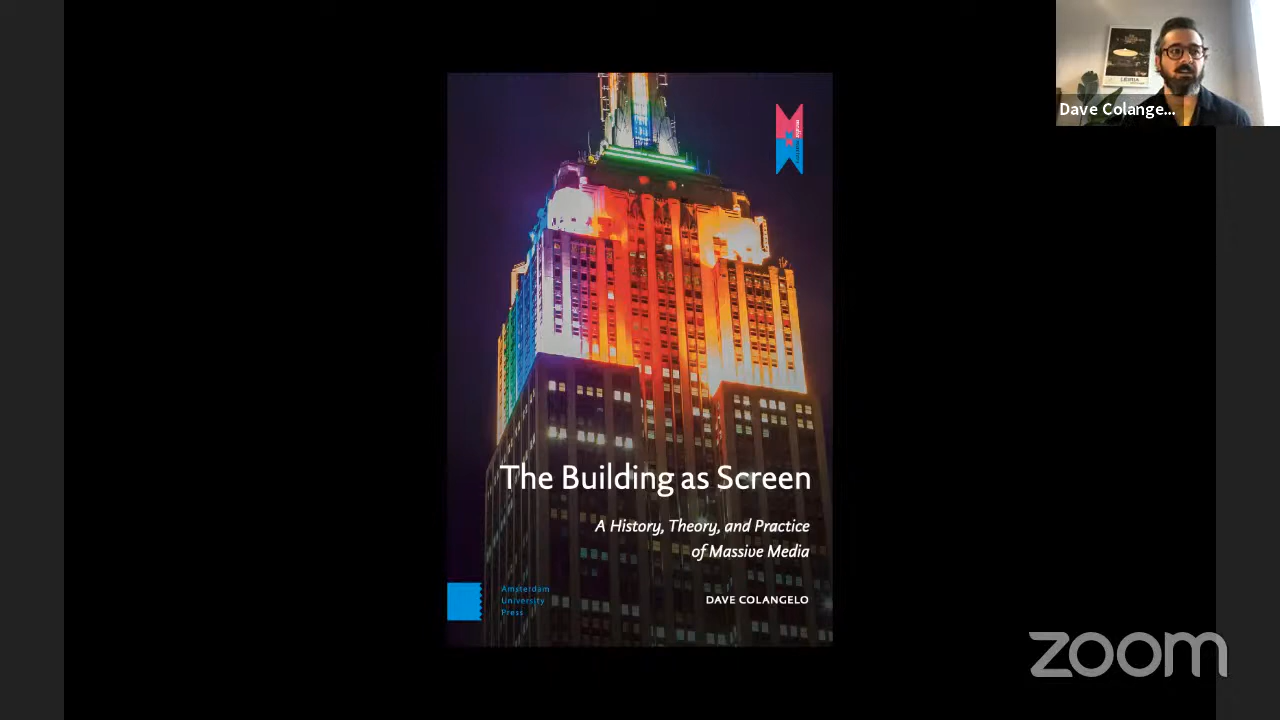 Dave Colange...
The Building as Screen
A History, Theory, and Practice
of Massive Media
Amsterdam
University
Press
DAVE COLANGELO
zoom